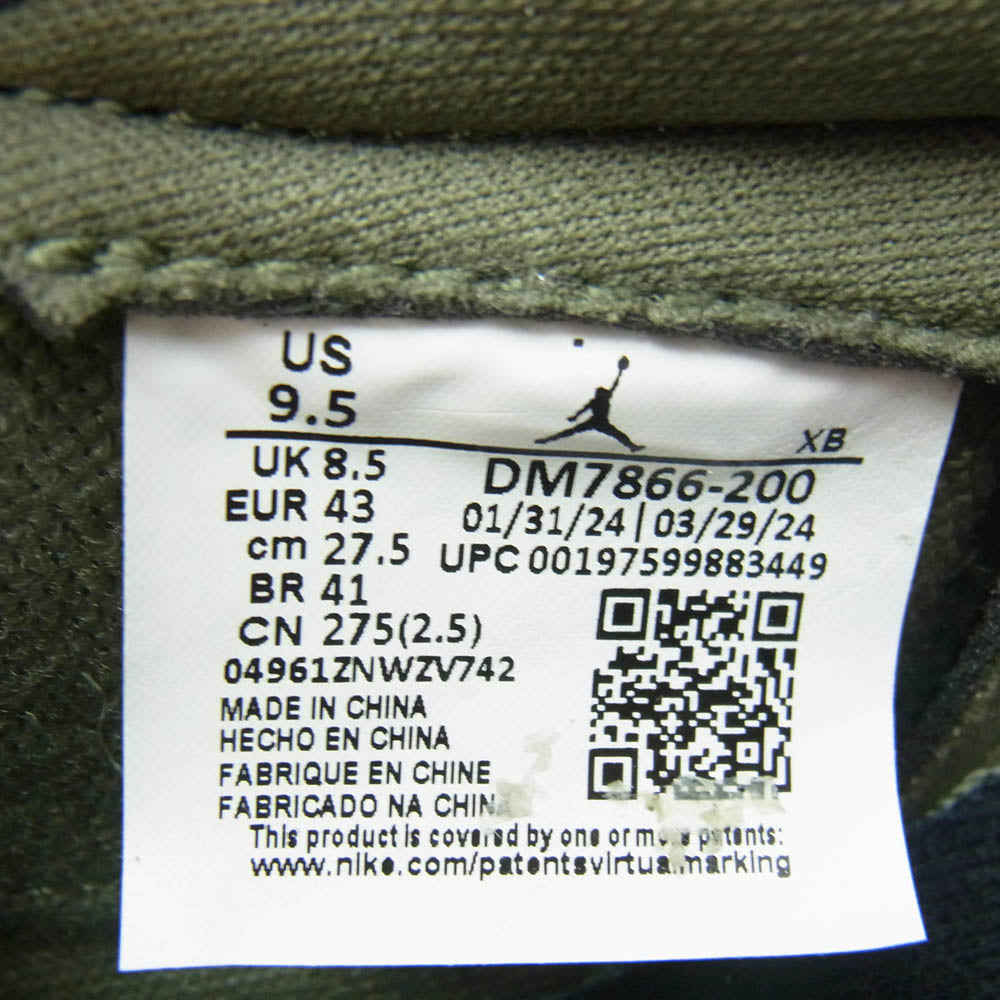 US
9.5
XB
UK 8.5
EUR 43
cm 27.5
BR 41
CN 275(2.5)
DM7866-200
01/31/24 | 03/29/24
UPC 00197599883449
04961ZNWZV742
MADE IN CHINA
HECHO EN CHINA
FABRIQUE EN CHINE
FABRICADO NA CHINA
This product is covered by one or more patents:
www.nike.com/patentsvirtualmarking